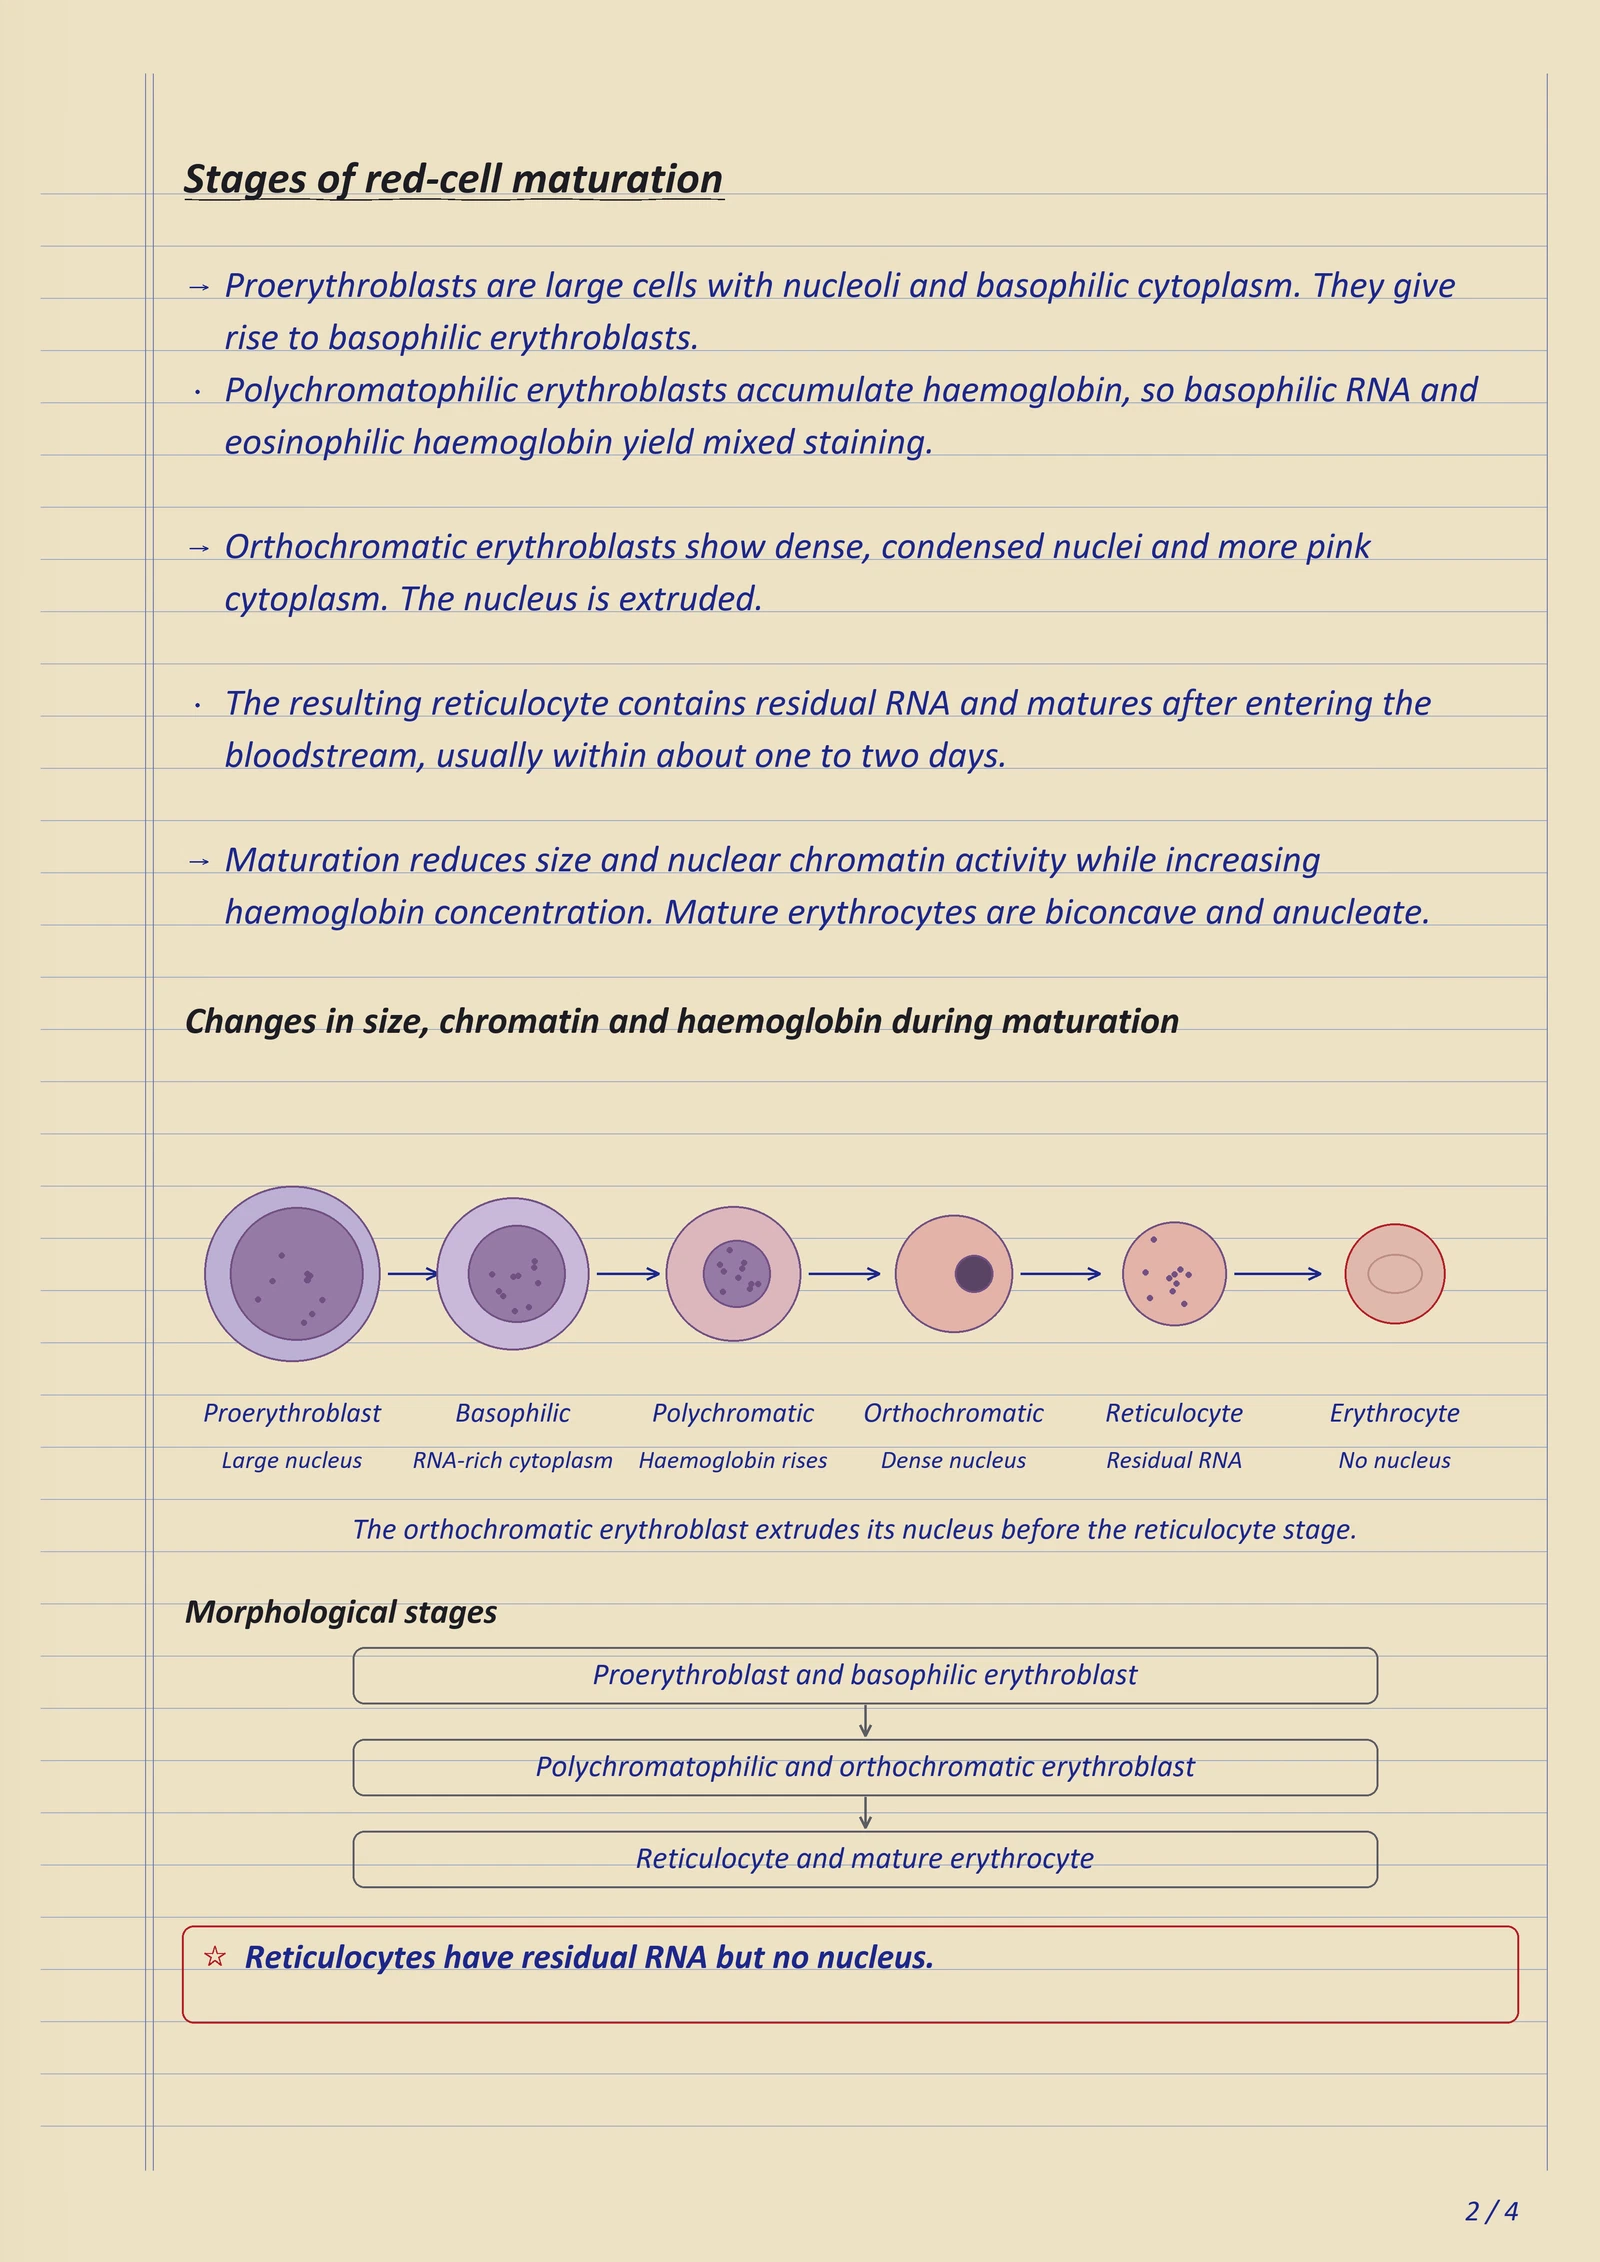 Stages of red-cell maturation
→ Proerythroblasts are large cells with nucleoli and basophilic cytoplasm. They give
rise to basophilic erythroblasts.
· Polychromatophilic erythroblasts accumulate haemoglobin, so basophilic RNA and
eosinophilic haemoglobin yield mixed staining.
→ Orthochromatic erythroblasts show dense, condensed nuclei and more pink
cytoplasm. The nucleus is extruded.
· The resulting reticulocyte contains residual RNA and matures after entering the
bloodstream, usually within about one to two days.
→ Maturation reduces size and nuclear chromatin activity while increasing
haemoglobin concentration. Mature erythrocytes are biconcave and anucleate.
Changes in size, chromatin and haemoglobin during maturation
Proerythroblast Basophilic Polychromatic Orthochromatic Reticulocyte Erythrocyte
Large nucleus RNA-rich cytoplasm Haemoglobin rises Dense nucleus Residual RNA No nucleus
The orthochromatic erythroblast extrudes its nucleus before the reticulocyte stage.
Morphological stages
Proerythroblast and basophilic erythroblast
Polychromatophilic and orthochromatic erythroblast
Reticulocyte and mature erythrocyte
☆ Reticulocytes have residual RNA but no nucleus.
2 / 4